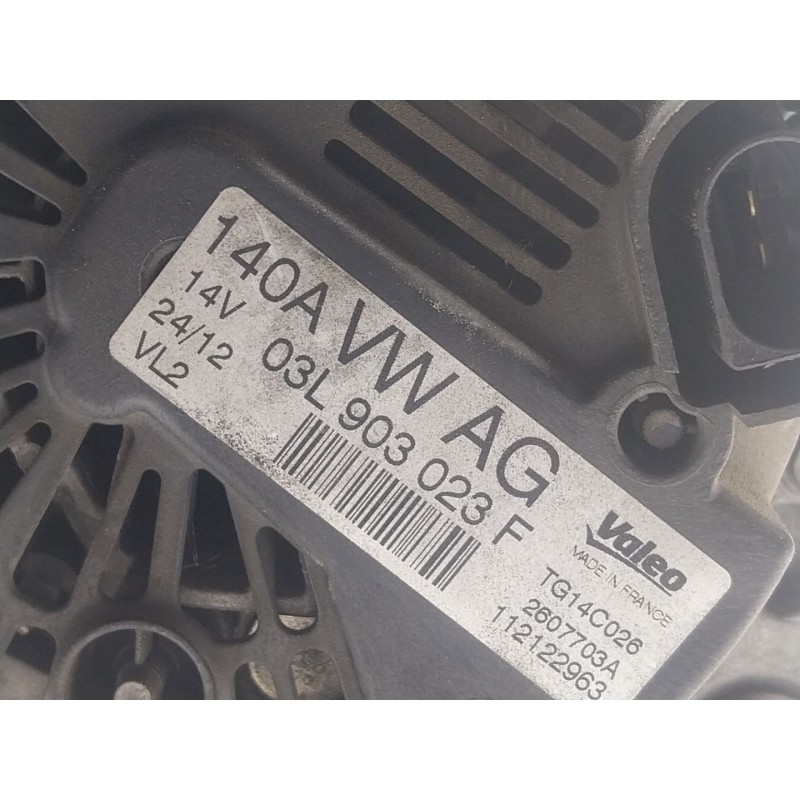 140A VW AG
14V 03L 903 023 F
24/12
VL2
Valeo
MADE IN FRANCE
TG14C026
2607703A
112122963